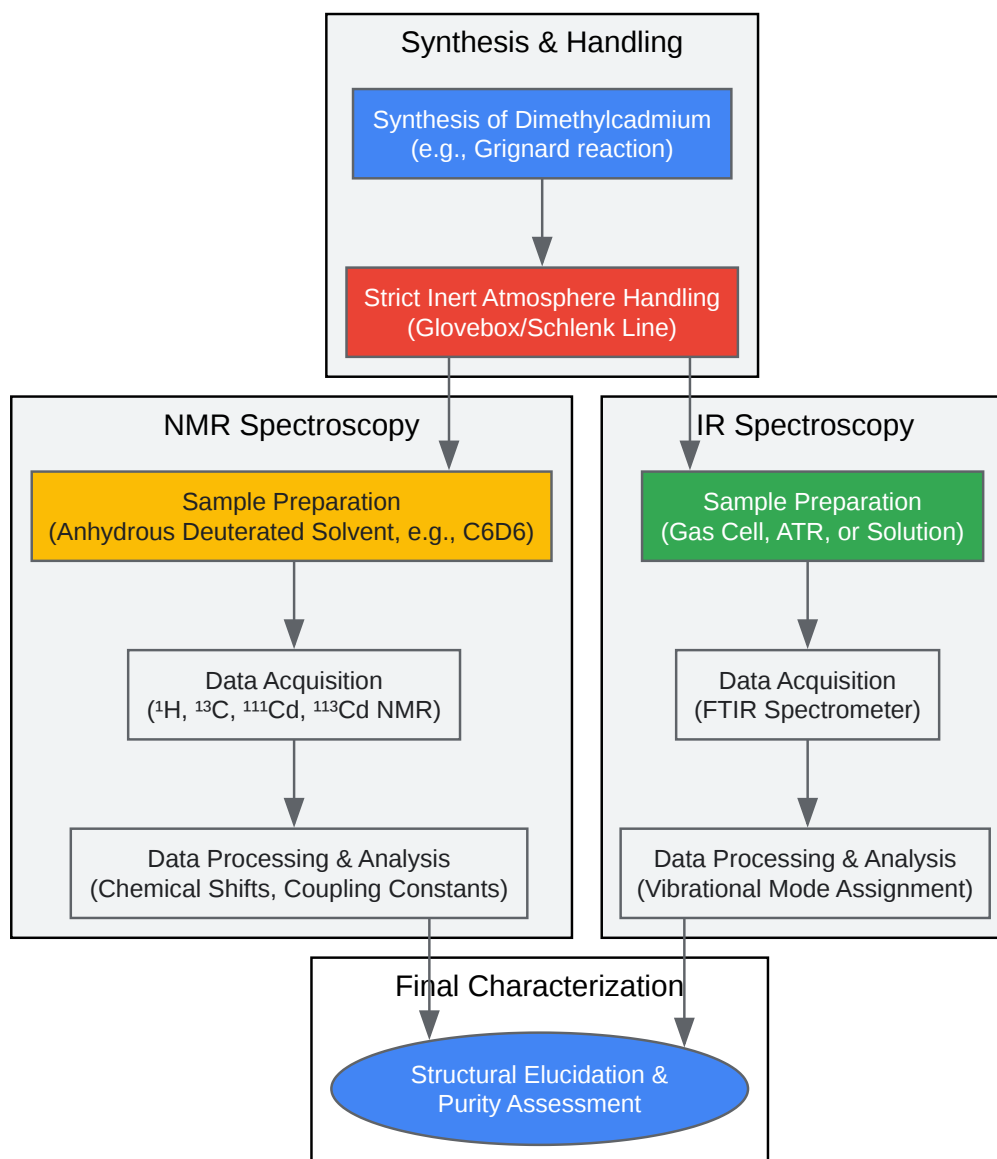 Synthesis & Handling
Synthesis of Dimethylcadmium
(e.g., Grignard reaction)
Strict Inert Atmosphere Handling
(Glovebox/Schlenk Line)
NMR Spectroscopy
Sample Preparation
(Anhydrous Deuterated Solvent, e.g., C6D6)
Data Acquisition
(¹H, ¹³C, ¹¹¹Cd, ¹¹³Cd NMR)
Data Processing & Analysis
(Chemical Shifts, Coupling Constants)
IR Spectroscopy
Sample Preparation
(Gas Cell, ATR, or Solution)
Data Acquisition
(FTIR Spectrometer)
Data Processing & Analysis
(Vibrational Mode Assignment)
Final Characterization
Structural Elucidation &
Purity Assessment